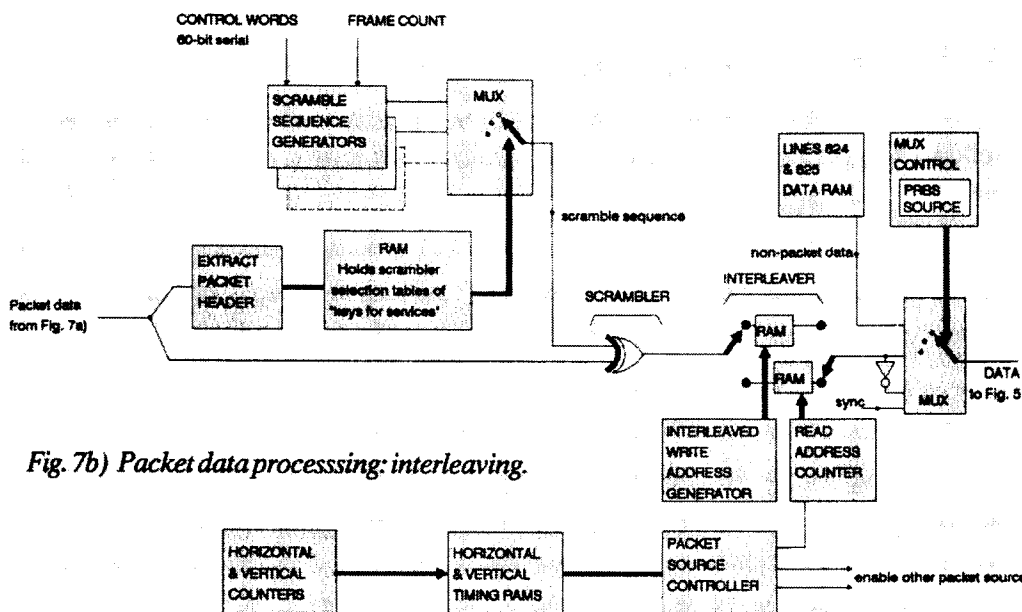 CONTROL WORDS
60-bit serial
FRAME COUNT
SCRAMBLE
SEQUENCE
GENERATORS
MUX
LINES 624
& 625
DATA RAM
MUX
CONTROL
PRBS
SOURCE
scramble sequence
non-packet data
EXTRACT
PACKET
HEADER
RAM
Holds scrambler
selection tables of
"keys for services"
INTERLEAVER
SCRAMBLER
Packet data
from Fig. 7a)
RAM
RAM
DATA
to Fig. 5
sync
MUX
Fig. 7b) Packet data processsing: interleaving.
INTERLEAVED
WRITE
ADDRESS
GENERATOR
READ
ADDRESS
COUNTER
HORIZONTAL
& VERTICAL
COUNTERS
HORIZONTAL
& VERTICAL
TIMING RAMS
PACKET
SOURCE
CONTROLLER
enable other packet source